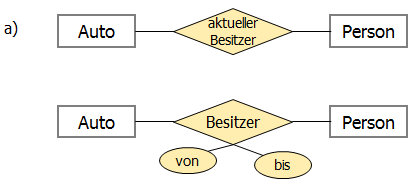 a)
Auto
aktueller
Besitzer
Person
Auto
Besitzer
Person
von
bis